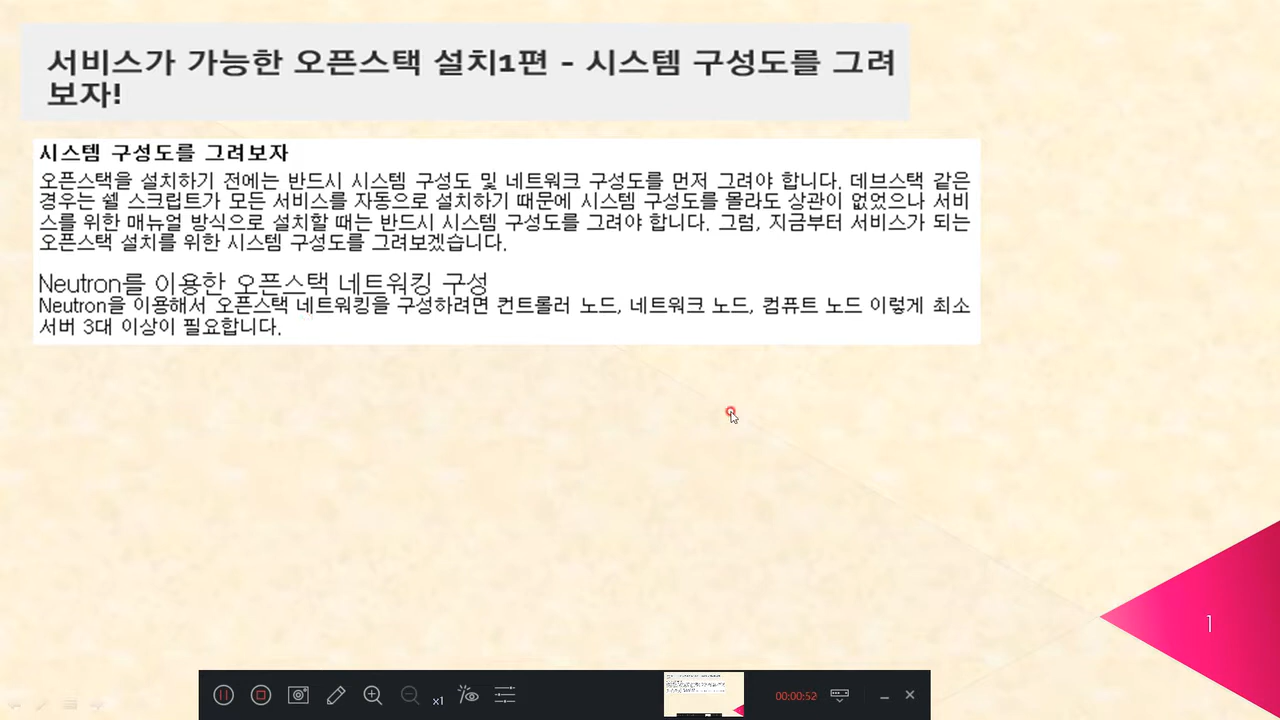 서비스가 가능한 오픈스택 설치1편 - 시스템 구성도를 그려
보자!
시스템 구성도를 그려보자
오픈스택을 설치하기 전에는 반드시 시스템 구성도 및 네트워크 구성도를 먼저 그려야 합니다. 데브스택 같은
경우는 쉘 스크립트가 모든 서비스를 자동으로 설치하기 때문에 시스템 구성도를 몰라도 상관이 없었으나 서비
스를 위한 매뉴얼 방식으로 설치할 때는 반드시 시스템 구성도를 그려야 합니다. 그럼, 지금부터 서비스가 되는
오픈스택 설치를 위한 시스템 구성도를 그려보겠습니다.
Neutron를 이용한 오픈스택 네트워킹 구성
Neutron을 이용해서 오픈스택 네트워킹을 구성하려면 컨트롤러 노드, 네트워크 노드, 컴퓨트 노드 이렇게 최소
서버 3대 이상이 필요합니다.
1
x1
00:00:52